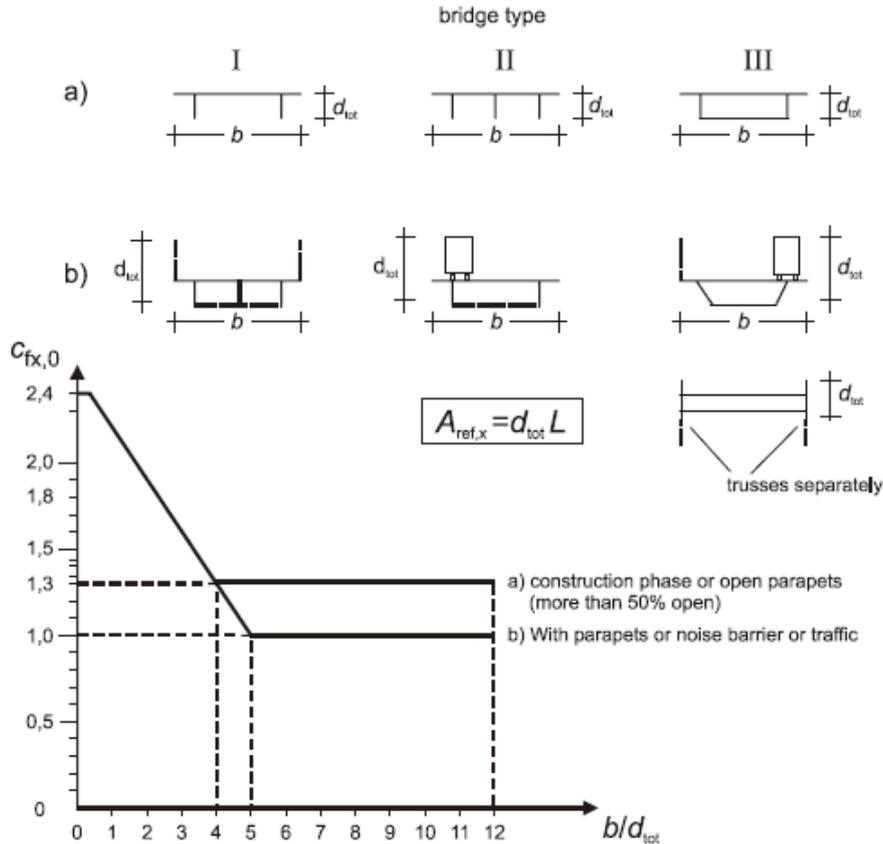 bridge type
I II III
a)
d_tot d_tot d_tot
b b b
b)
d_tot d_tot d_tot
b b b
c_fx,0
2,4
2,0
1,8
1,5
1,3
1,0
0,5
0
A_ref,x = d_tot L
d_tot
trusses separately
a) construction phase or open parapets
(more than 50% open)
b) With parapets or noise barrier or traffic
0 1 2 3 4 5 6 7 8 9 10 11 12
b/d_tot